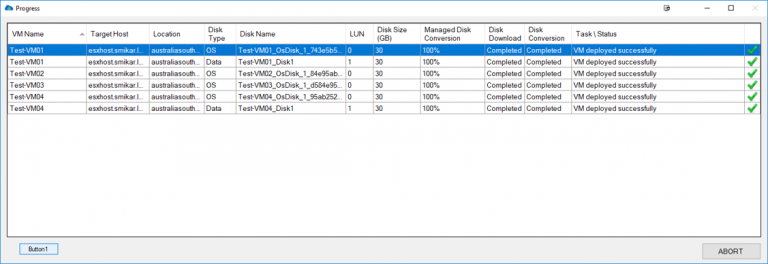 Progress
VM Name Target Host Location Disk Type Disk Name LUN Disk Size (GB) Managed Disk Conversion Disk Download Disk Conversion Task \ Status
Test-VM01 esxhost.smikar.l... australiasouth... OS Test-VM01_OsDisk_1_743e5b5... 0 30 100% Completed Completed VM deployed successfully
Test-VM01 esxhost.smikar.l... australiasouth... Data Test-VM01_Disk1 1 30 100% Completed Completed VM deployed successfully
Test-VM02 esxhost.smikar.l... australiasouth... OS Test-VM02_OsDisk_1_84e95ab... 0 30 100% Completed Completed VM deployed successfully
Test-VM03 esxhost.smikar.l... australiasouth... OS Test-VM03_OsDisk_1_d584e95... 0 30 100% Completed Completed VM deployed successfully
Test-VM04 esxhost.smikar.l... australiasouth... OS Test-VM04_OsDisk_1_95ab252... 0 30 100% Completed Completed VM deployed successfully
Test-VM04 esxhost.smikar.l... australiasouth... Data Test-VM04_Disk1 1 30 100% Completed Completed VM deployed successfully
Button1 ABORT